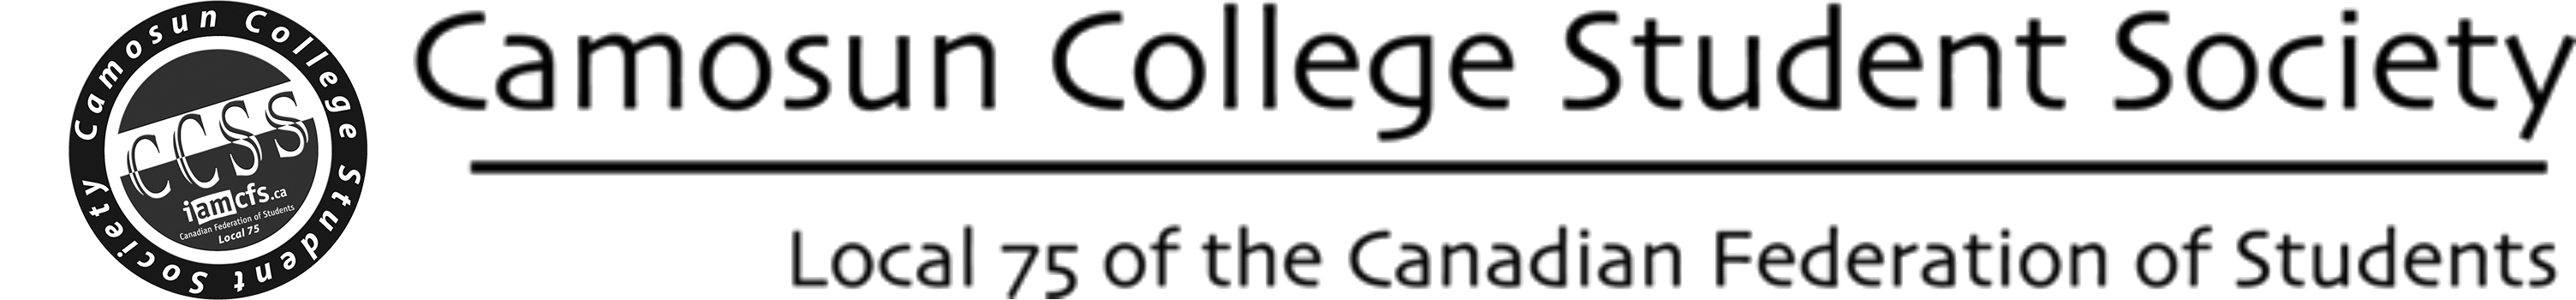 Camosun College Student Society
CCSS
iamcfs.ca
Canadian Federation of Students
Local 75
Camosun College Student Society
Local 75 of the Canadian Federation of Students